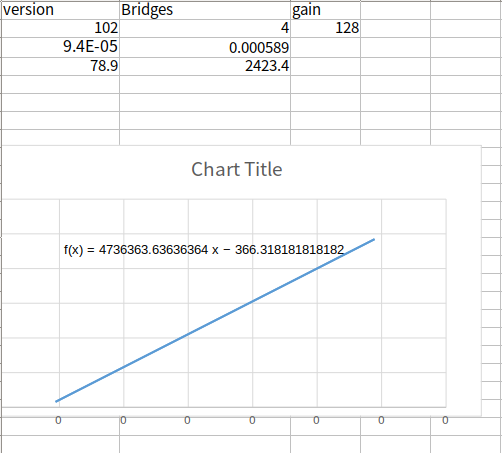 version Bridges gain
102 4 128
9.4E-05 0.000589
78.9 2423.4
Chart Title
f(x) = 4736363.63636364 x − 366.318181818182
0 0 0 0 0 0 0